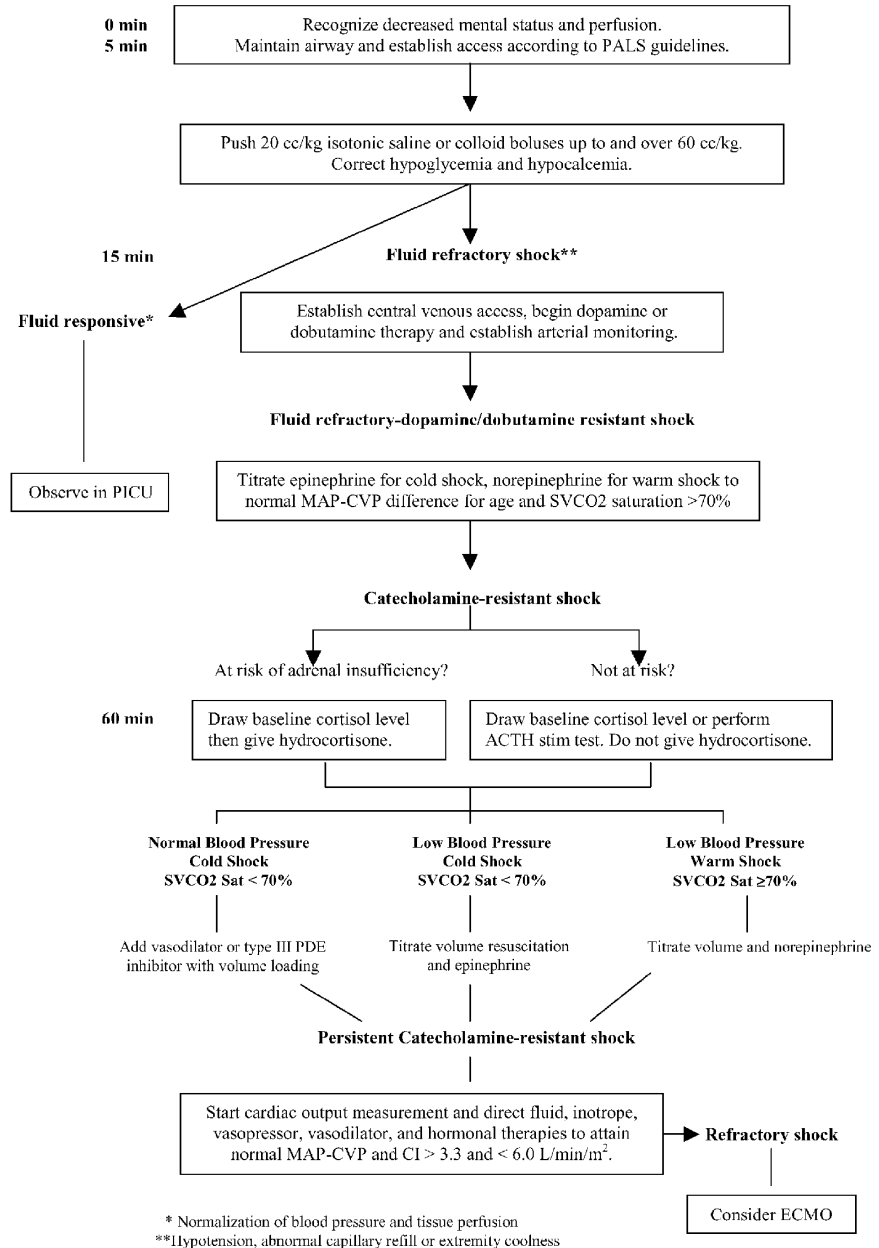 0 min
5 min
Recognize decreased mental status and perfusion.
Maintain airway and establish access according to PALS guidelines.
Push 20 cc/kg isotonic saline or colloid boluses up to and over 60 cc/kg.
Correct hypoglycemia and hypocalcemia.
15 min
Fluid refractory shock**
Fluid responsive*
Establish central venous access, begin dopamine or
dobutamine therapy and establish arterial monitoring.
Fluid refractory-dopamine/dobutamine resistant shock
Observe in PICU
Titrate epinephrine for cold shock, norepinephrine for warm shock to
normal MAP-CVP difference for age and SVCO2 saturation >70%
Catecholamine-resistant shock
At risk of adrenal insufficiency?
Not at risk?
60 min
Draw baseline cortisol level
then give hydrocortisone.
Draw baseline cortisol level or perform
ACTH stim test. Do not give hydrocortisone.
Normal Blood Pressure
Cold Shock
SVCO2 Sat < 70%
Low Blood Pressure
Cold Shock
SVCO2 Sat < 70%
Low Blood Pressure
Warm Shock
SVCO2 Sat ≥70%
Add vasodilator or type III PDE
inhibitor with volume loading
Titrate volume resuscitation
and epinephrine
Titrate volume and norepinephrine
Persistent Catecholamine-resistant shock
Start cardiac output measurement and direct fluid, inotrope,
vasopressor, vasodilator, and hormonal therapies to attain
normal MAP-CVP and CI > 3.3 and < 6.0 L/min/m².
Refractory shock
Consider ECMO
* Normalization of blood pressure and tissue perfusion
**Hypotension, abnormal capillary refill or extremity coolness